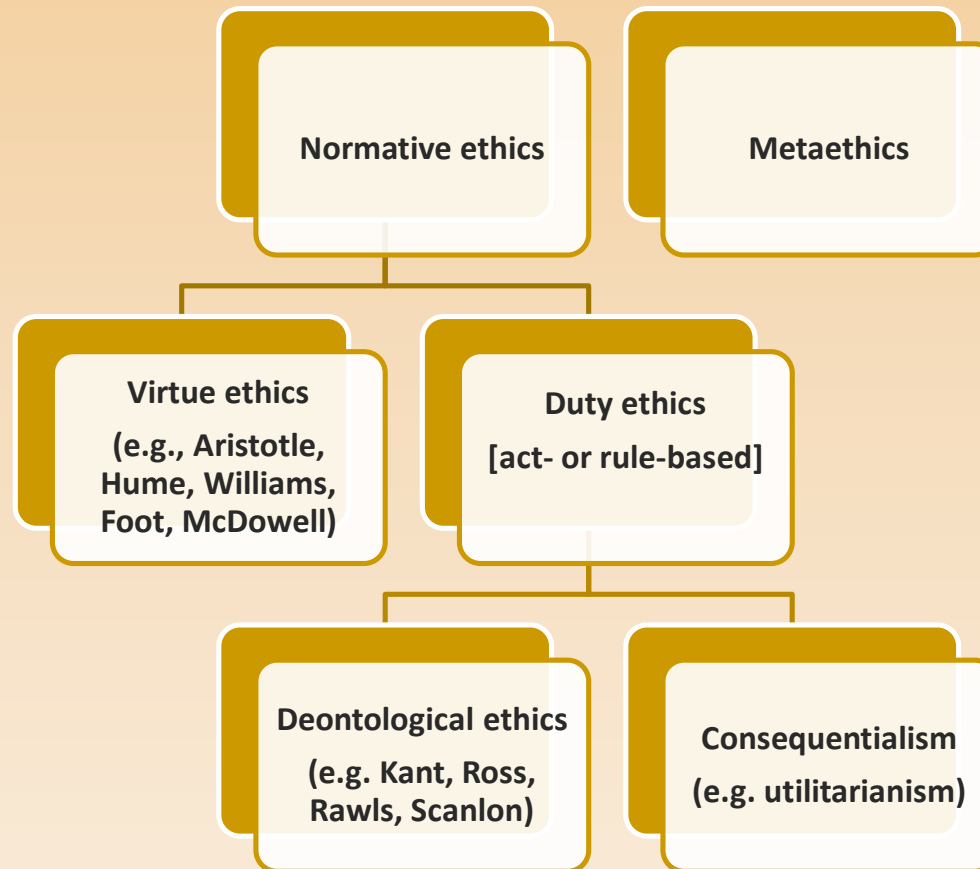 Normative ethics
Metaethics
Virtue ethics
(e.g., Aristotle,
Hume, Williams,
Foot, McDowell)
Duty ethics
[act- or rule-based]
Deontological ethics
(e.g. Kant, Ross,
Rawls, Scanlon)
Consequentialism
(e.g. utilitarianism)